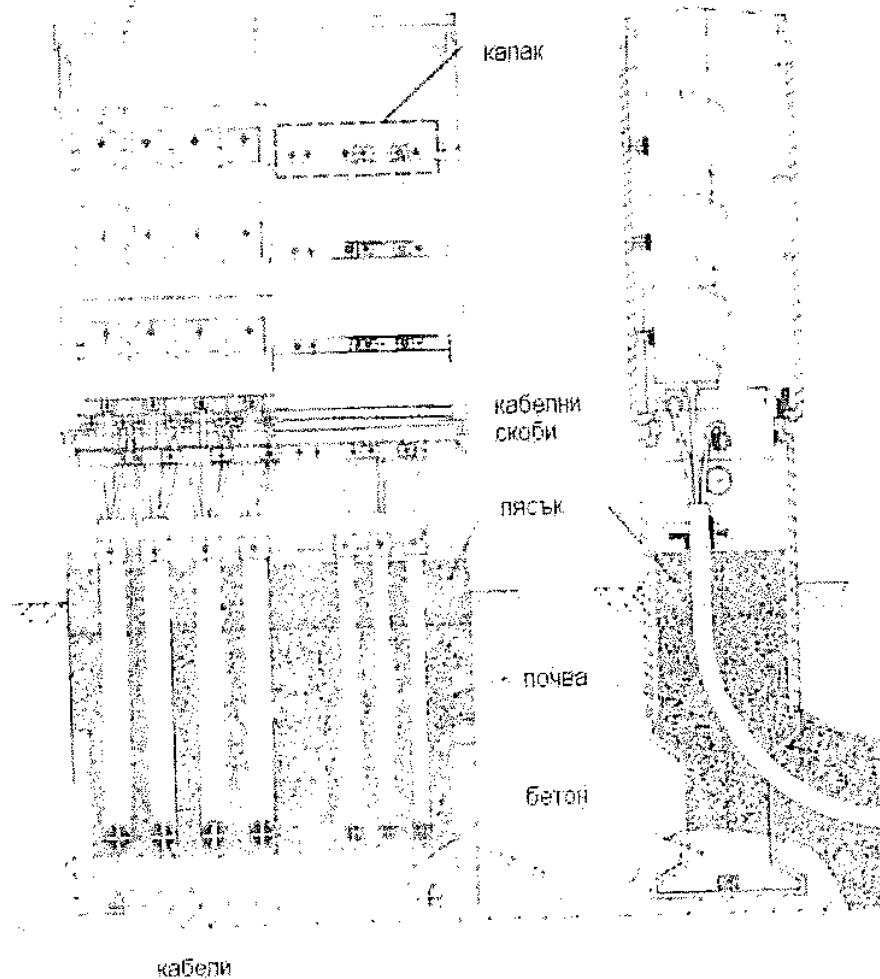 капак
кабелни
скоби
пясък
почва
бетон
кабели